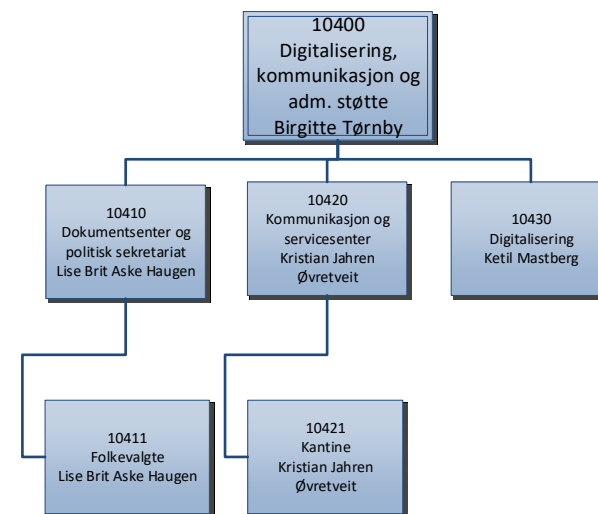 10400
Digitalisering,
kommunikasjon og
adm. støtte
Birgitte Tørnby
10410
Dokumentsenter og
politisk sekretariat
Lise Brit Aske Haugen
10420
Kommunikasjon og
servicesenter
Kristian Jahren
Øvretveit
10430
Digitalisering
Ketil Mastberg
10411
Folkevalgte
Lise Brit Aske Haugen
10421
Kantine
Kristian Jahren
Øvretveit